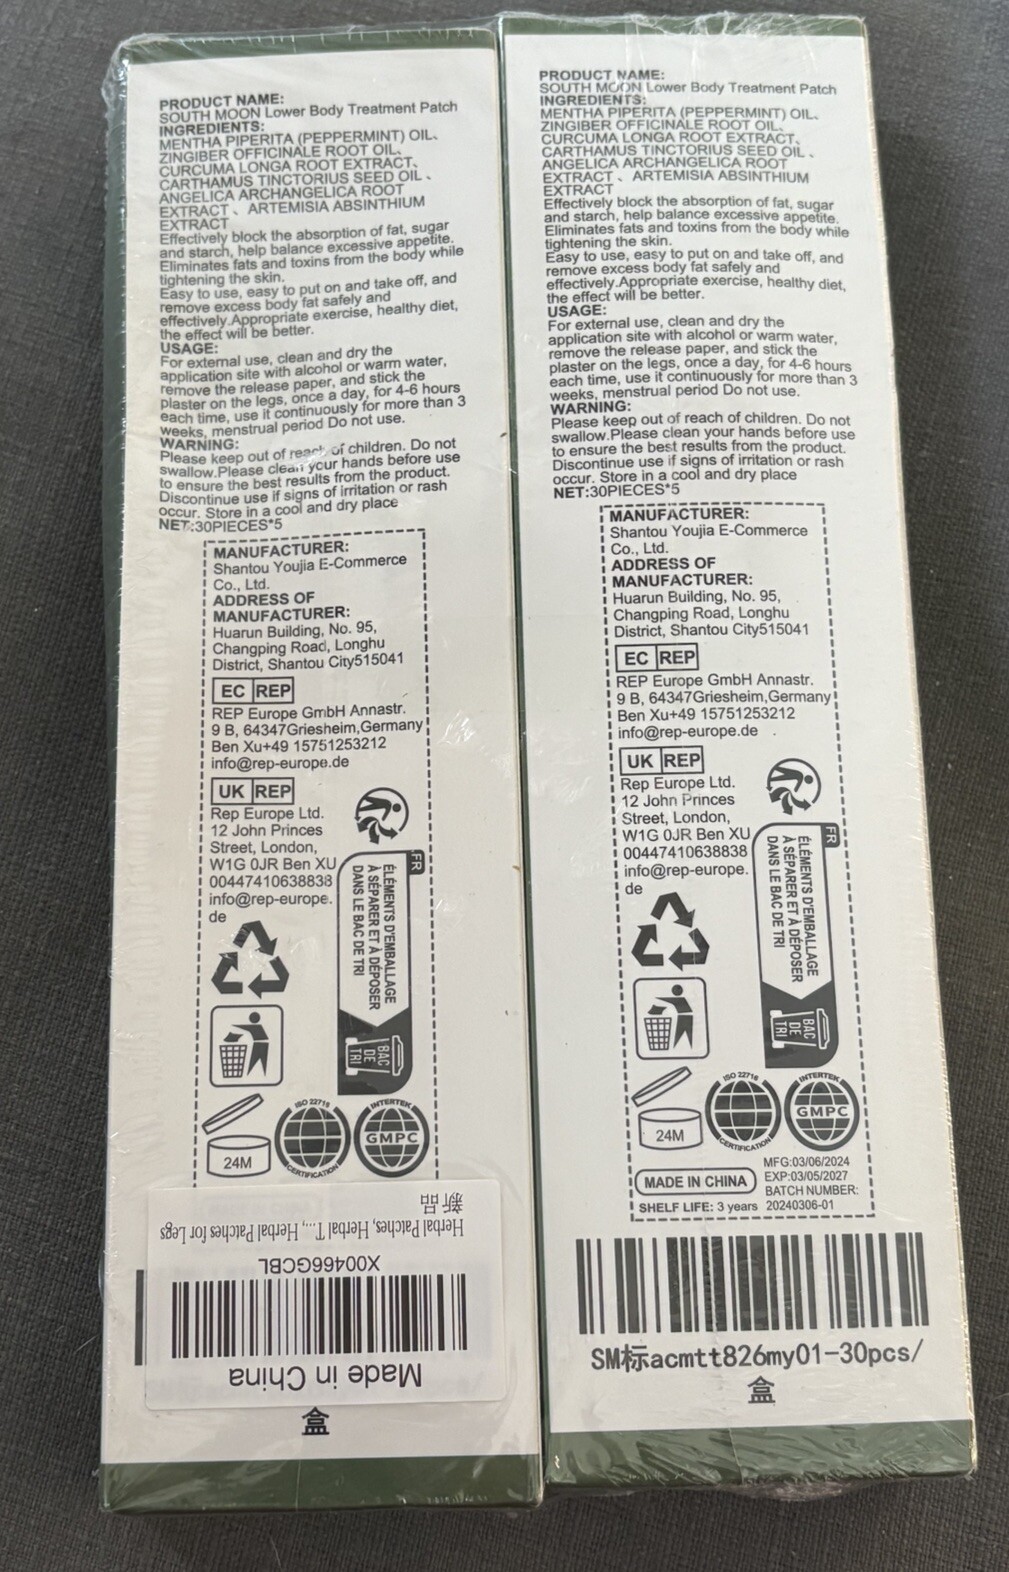 PRODUCT NAME:
SOUTH MOON Lower Body Treatment Patch
INGREDIENTS:
MENTHA PIPERITA (PEPPERMINT) OIL、
ZINGIBER OFFICINALE ROOT OIL、
CURCUMA LONGA ROOT EXTRACT、
CARTHAMUS TINCTORIUS SEED OIL 、
ANGELICA ARCHANGELICA ROOT
EXTRACT 、 ARTEMISIA ABSINTHIUM
EXTRACT
Effectively block the absorption of fat, sugar
and starch, help balance excessive appetite.
Eliminates fats and toxins from the body while
tightening the skin.
Easy to use, easy to put on and take off, and
remove excess body fat safely and
effectively.Appropriate exercise, healthy diet,
the effect will be better.
USAGE:
For external use, clean and dry the
application site with alcohol or warm water,
remove the release paper, and stick the
plaster on the legs, once a day, for 4-6 hours
each time, use it continuously for more than 3
weeks, menstrual period Do not use.
WARNING:
Please keep out of reach of children. Do not
swallow.Please clean your hands before use
to ensure the best results from the product.
Discontinue use if signs of irritation or rash
occur. Store in a cool and dry place
NET:30PIECES*5
MANUFACTURER:
Shantou Youjia E-Commerce
Co., Ltd.
ADDRESS OF
MANUFACTURER:
Huarun Building, No. 95,
Changping Road, Longhu
District, Shantou City515041
EC REP
REP Europe GmbH Annastr.
9 B, 64347Griesheim,Germany
Ben Xu+49 15751253212
info@rep-europe.de
UK REP
Rep Europe Ltd.
12 John Princes
Street, London,
W1G 0JR Ben XU
00447410638838
info@rep-europe.
de
FR
ÉLÉMENTS D'EMBALLAGE
À SÉPARER ET À DÉPOSER
DANS LE BAC DE TRI
BAC
DE
TRI
24M
ISO 22716
CERTIFICATION
INTERTEK
GMPC
Made in China
X00466GCBL
Herbal Patches, Herbal T..., Herbal Patches for Legs
新品
盒
PRODUCT NAME:
SOUTH MOON Lower Body Treatment Patch
INGREDIENTS:
MENTHA PIPERITA (PEPPERMINT) OIL、
ZINGIBER OFFICINALE ROOT OIL、
CURCUMA LONGA ROOT EXTRACT、
CARTHAMUS TINCTORIUS SEED OIL 、
ANGELICA ARCHANGELICA ROOT
EXTRACT 、 ARTEMISIA ABSINTHIUM
EXTRACT
Effectively block the absorption of fat, sugar
and starch, help balance excessive appetite.
Eliminates fats and toxins from the body while
tightening the skin.
Easy to use, easy to put on and take off, and
remove excess body fat safely and
effectively.Appropriate exercise, healthy diet,
the effect will be better.
USAGE:
For external use, clean and dry the
application site with alcohol or warm water,
remove the release paper, and stick the
plaster on the legs, once a day, for 4-6 hours
each time, use it continuously for more than 3
weeks, menstrual period Do not use.
WARNING:
Please keep out of reach of children. Do not
swallow.Please clean your hands before use
to ensure the best results from the product.
Discontinue use if signs of irritation or rash
occur. Store in a cool and dry place
NET:30PIECES*5
MANUFACTURER:
Shantou Youjia E-Commerce
Co., Ltd.
ADDRESS OF
MANUFACTURER:
Huarun Building, No. 95,
Changping Road, Longhu
District, Shantou City515041
EC REP
REP Europe GmbH Annastr.
9 B, 64347Griesheim,Germany
Ben Xu+49 15751253212
info@rep-europe.de
UK REP
Rep Europe Ltd.
12 John Princes
Street, London,
W1G 0JR Ben XU
00447410638838
info@rep-europe.
de
FR
ÉLÉMENTS D'EMBALLAGE
À SÉPARER ET À DÉPOSER
DANS LE BAC DE TRI
BAC
DE
TRI
24M
ISO 22716
CERTIFICATION
INTERTEK
GMPC
MADE IN CHINA
MFG:03/06/2024
EXP:03/05/2027
BATCH NUMBER:
SHELF LIFE: 3 years 20240306-01
SM标acmtt826my01-30pcs/
盒